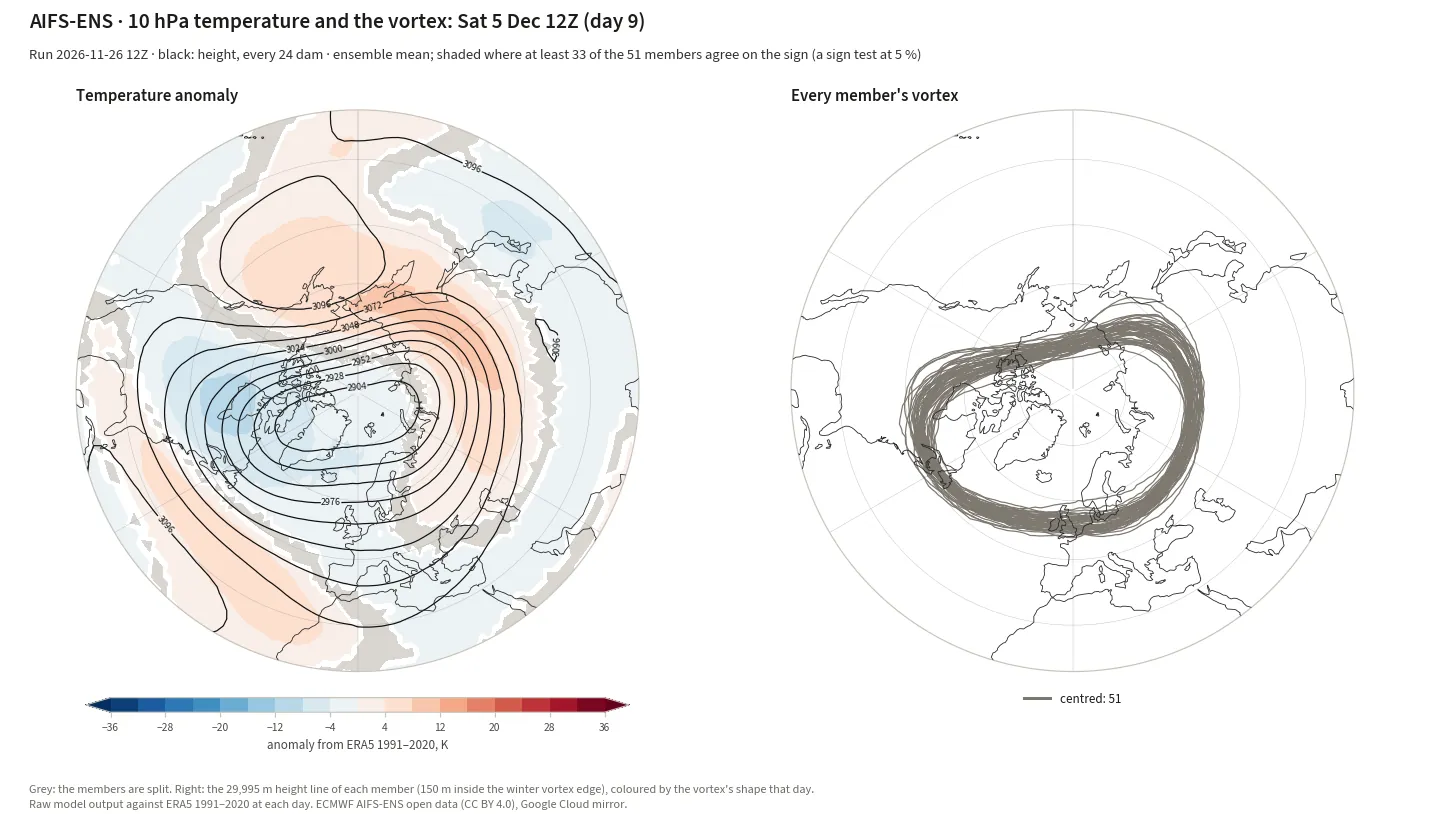 AIFS-ENS · 10 hPa temperature and the vortex: Sat 5 Dec 12Z (day 9)
Run 2026-11-26 12Z · black: height, every 24 dam · ensemble mean; shaded where at least 33 of the 51 members agree on the sign (a sign test at 5 %)
Temperature anomaly
Every member's vortex
3096
3096
3072
3048
3024
3000
2952
2928
2904
3096
2976
3096
centred: 51
−36 −28 −20 −12 −4 4 12 20 28 36
anomaly from ERA5 1991–2020, K
Grey: the members are split. Right: the 29,995 m height line of each member (150 m inside the winter vortex edge), coloured by the vortex's shape that day.
Raw model output against ERA5 1991–2020 at each day. ECMWF AIFS-ENS open data (CC BY 4.0), Google Cloud mirror.